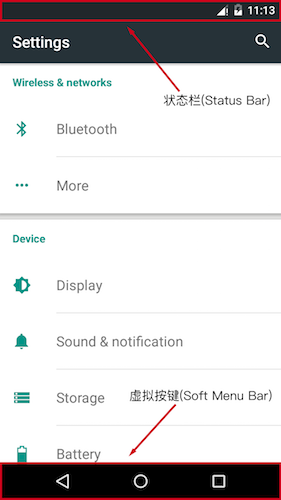 11:13
Settings
Wireless & networks
状态栏(Status Bar)
Bluetooth
More
Device
Display
Sound & notification
Storage
虚拟按键(Soft Menu Bar)
Battery